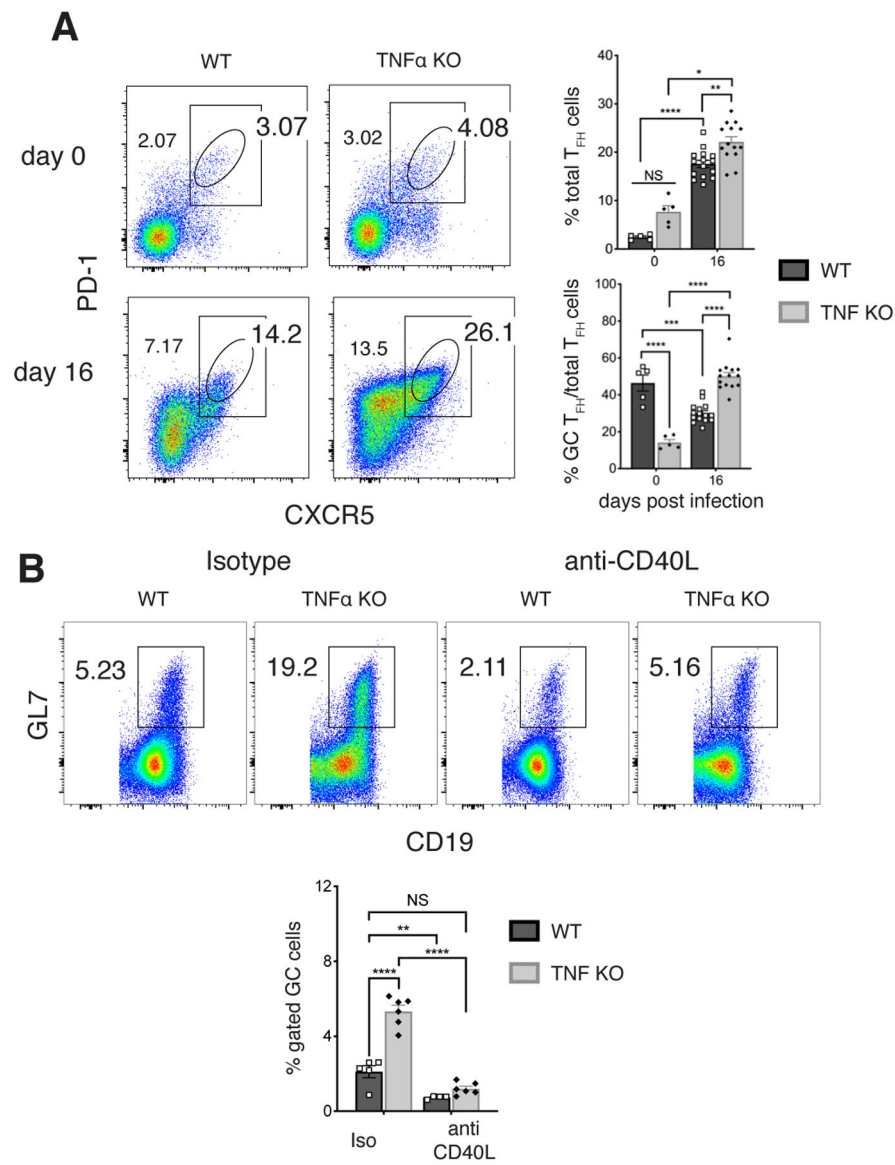 A
WT
TNFα KO
day 0
2.07
3.07
3.02
4.08
PD-1
day 16
7.17
14.2
13.5
26.1
CXCR5
% total TFH cells
40
30
20
10
0
*
**
****
NS
0
16
WT
TNF KO
% GC TFH/total TFH cells
100
80
60
40
20
0
****
***
****
****
0
16
days post infection
B
Isotype
anti-CD40L
WT
TNFα KO
WT
TNFα KO
GL7
5.23
19.2
2.11
5.16
CD19
% gated GC cells
12
8
4
0
NS
**
****
****
Iso
anti
CD40L
WT
TNF KO